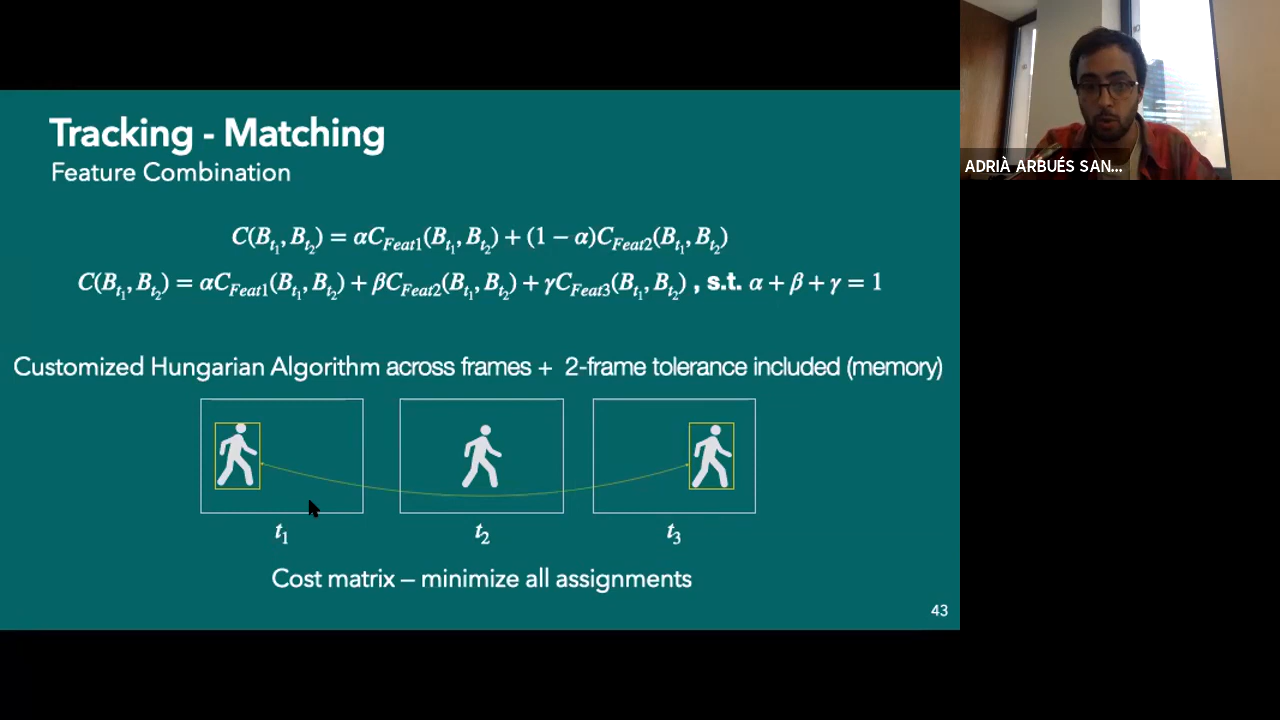 Tracking - Matching
Feature Combination
C(B_{t_1}, B_{t_2}) = αC_{Feat1}(B_{t_1}, B_{t_2}) + (1 − α)C_{Feat2}(B_{t_1}, B_{t_2})
C(B_{t_1}, B_{t_2}) = αC_{Feat1}(B_{t_1}, B_{t_2}) + βC_{Feat2}(B_{t_1}, B_{t_2}) + γC_{Feat3}(B_{t_1}, B_{t_2}) , s.t. α + β + γ = 1
Customized Hungarian Algorithm across frames + 2-frame tolerance included (memory)
t_1 t_2 t_3
Cost matrix – minimize all assignments
43
ADRIÀ ARBUÉS SAN...